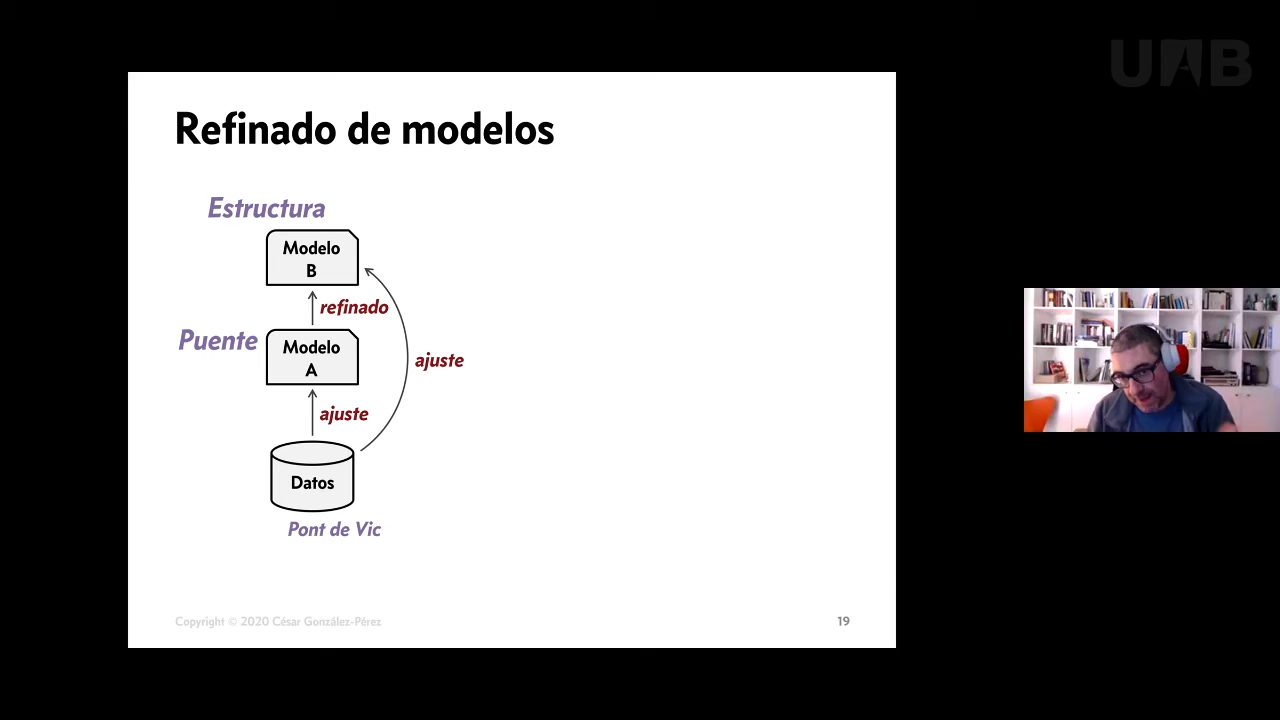 UAB
Refinado de modelos
Estructura
Modelo
B
refinado
Puente
Modelo
A
ajuste
ajuste
Datos
Pont de Vic
Copyright © 2020 César González-Pérez
19